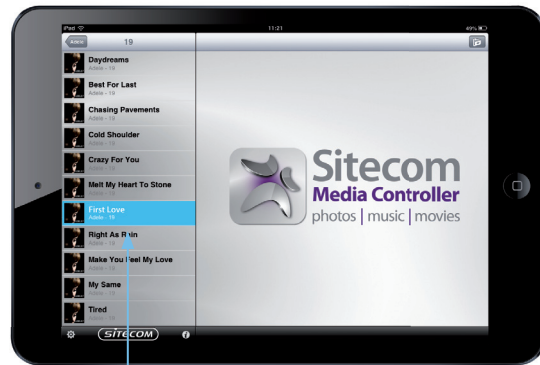 iPod 11:21 49%
Adele 19
Daydreams
Adele - 19
Best For Last
Adele - 19
Chasing Pavements
Adele - 19
Cold Shoulder
Adele - 19
Crazy For You
Adele - 19
Melt My Heart To Stone
Adele - 19
First Love
Adele - 19
Right As Rain
Adele - 19
Make You Feel My Love
Adele - 19
My Same
Adele - 19
Tired
Adele - 19
SITECOM
Sitecom
Media Controller
photos | music | movies